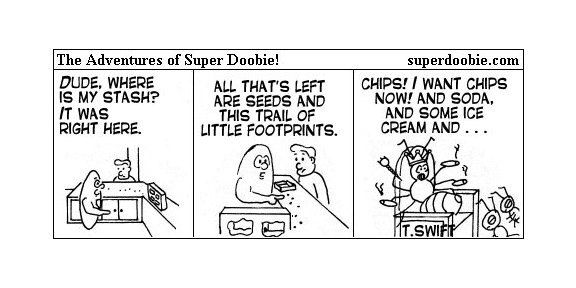 The Adventures of Super Doobie!
superdoobie.com
DUDE, WHERE
IS MY STASH?
IT WAS
RIGHT HERE.
ALL THAT'S LEFT
ARE SEEDS AND
THIS TRAIL OF
LITTLE FOOTPRINTS.
CHIPS! I WANT CHIPS
NOW! AND SODA,
AND SOME ICE
CREAM AND . . .
T.SWIFT